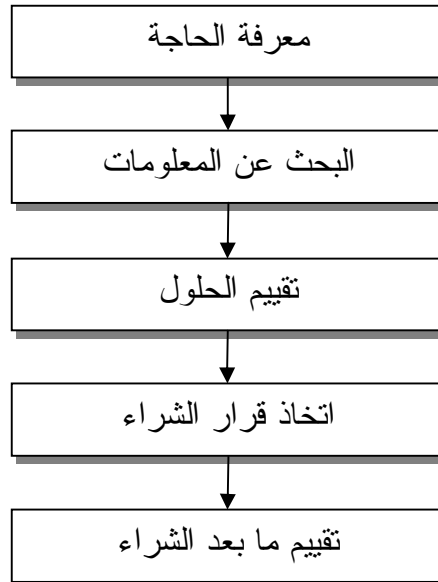 معرفة الحاجة
البحث عن المعلومات
تقييم الحلول
اتخاذ قرار الشراء
تقييم ما بعد الشراء